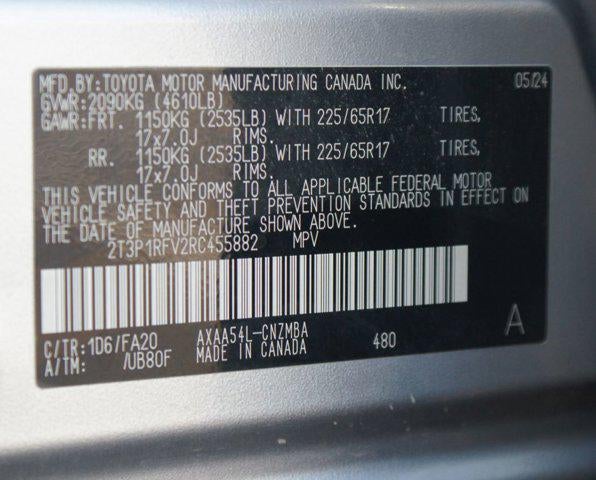 MFD.BY:TOYOTA MOTOR MANUFACTURING CANADA INC. 05/24
GVWR:2090KG (4610LB)
GAWR:FRT. 1150KG (2535LB) WITH 225/65R17 TIRES,
17x7.0J RIMS.
RR. 1150KG (2535LB) WITH 225/65R17 TIRES,
17x7.0J RIMS.
THIS VEHICLE CONFORMS TO ALL APPLICABLE FEDERAL MOTOR
VEHICLE SAFETY AND THEFT PREVENTION STANDARDS IN EFFECT ON
THE DATE OF MANUFACTURE SHOWN ABOVE.
2T3P1RFV2RC455882 MPV
C/TR:1D6/FA20 AXAA54L-CNZMBA 480 A
A/TM: /UB80F MADE IN CANADA